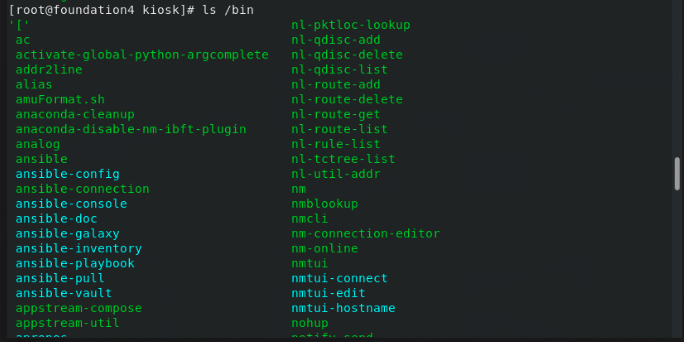 [root@foundation4 kiosk]# ls /bin
'[' nl-pktloc-lookup
ac nl-qdisc-add
activate-global-python-argcomplete nl-qdisc-delete
addr2line nl-qdisc-list
alias nl-route-add
amuFormat.sh nl-route-delete
anaconda-cleanup nl-route-get
anaconda-disable-nm-ibft-plugin nl-route-list
analog nl-rule-list
ansible nl-tctree-list
ansible-config nl-util-addr
ansible-connection nm
ansible-console nmblookup
ansible-doc nmcli
ansible-galaxy nm-connection-editor
ansible-inventory nm-online
ansible-playbook nmtui
ansible-pull nmtui-connect
ansible-vault nmtui-edit
appstream-compose nmtui-hostname
appstream-util nohup